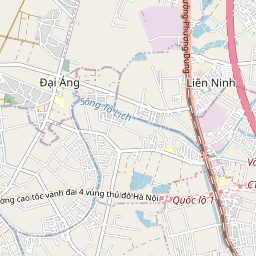 Đường Phương Dung
Đại Áng
Liên Ninh
Sông Tô Lịch
ờng cao tốc vành đai 4 vùng thủ đô Hà Nội
Quốc lộ 1